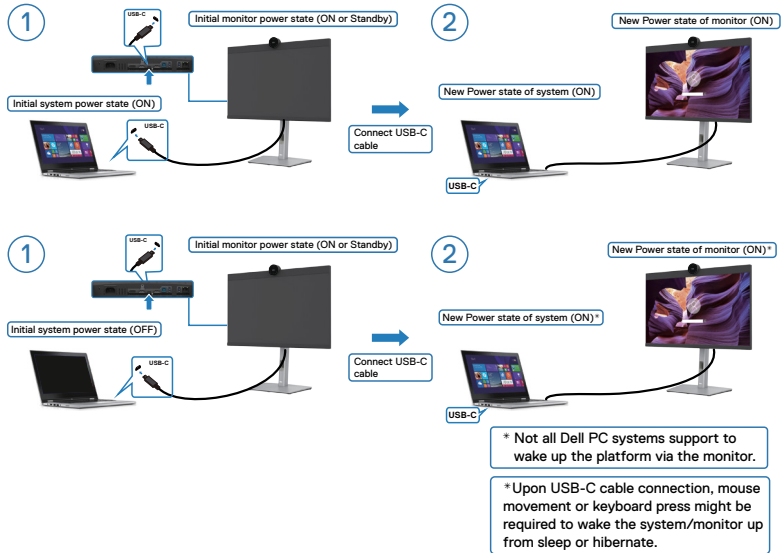 1
USB-C
Initial monitor power state (ON or Standby)
Initial system power state (ON)
USB-C
Connect USB-C
cable
2
New Power state of monitor (ON)
New Power state of system (ON)
USB-C
1
USB-C
Initial monitor power state (ON or Standby)
Initial system power state (OFF)
USB-C
Connect USB-C
cable
2
New Power state of monitor (ON)*
New Power state of system (ON)*
USB-C
* Not all Dell PC systems support to
wake up the platform via the monitor.
*Upon USB-C cable connection, mouse
movement or keyboard press might be
required to wake the system/monitor up
from sleep or hibernate.